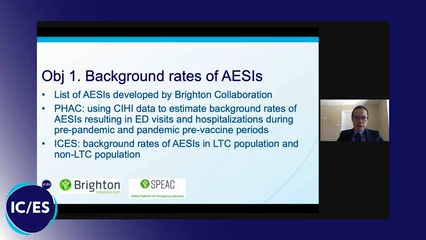 Obj 1. Background rates of AESIs
• List of AESIs developed by Brighton Collaboration
• PHAC: using CIHI data to estimate background rates of
AESIs resulting in ED visits and hospitalizations during
pre-pandemic and pandemic pre-vaccine periods
• ICES: background rates of AESIs in LTC population and
non-LTC population
Brighton
SPEAC
IC/ES